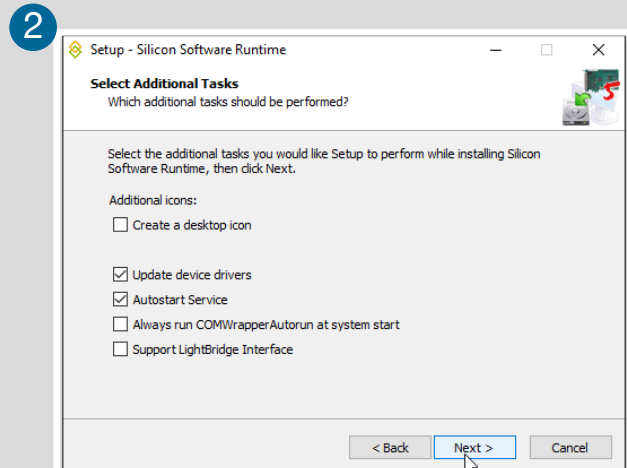 2
Setup - Silicon Software Runtime
Select Additional Tasks
Which additional tasks should be performed?
Select the additional tasks you would like Setup to perform while installing Silicon
Software Runtime, then click Next.
Additional icons:
Create a desktop icon
Update device drivers
Autostart Service
Always run COMWrapperAutorun at system start
Support LightBridge Interface
< Back Next > Cancel